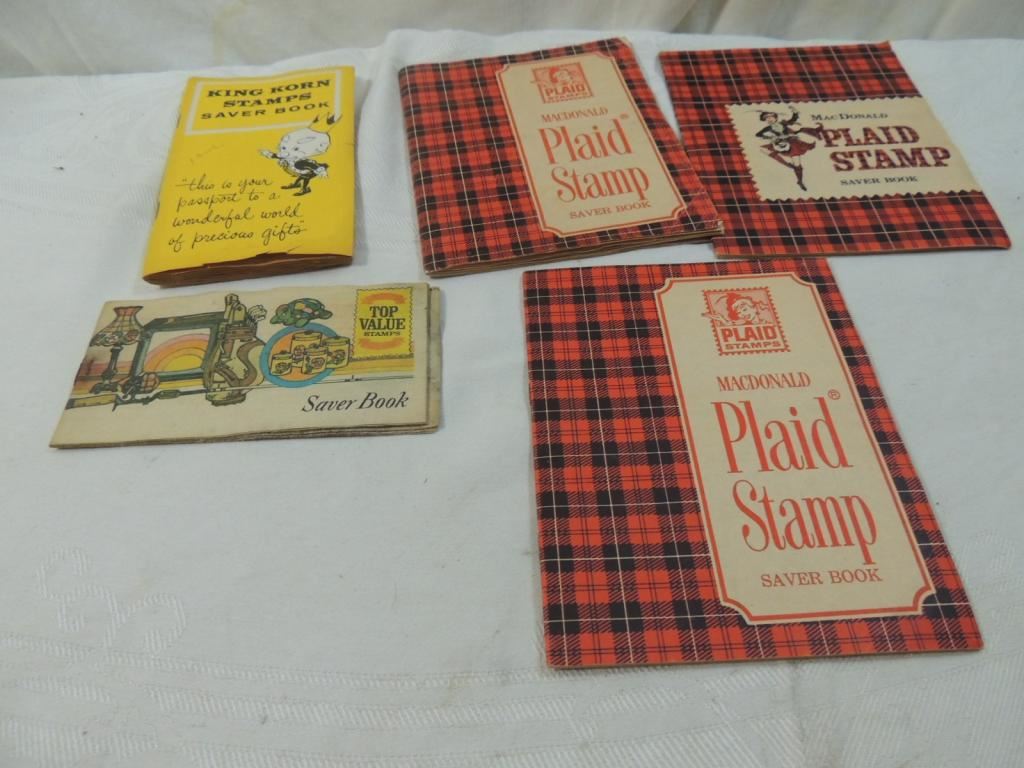 KING KORN
STAMPS
SAVER BOOK
"this is your
passport to a
wonderful world
of precious gifts"
PLAID
STAMPS
MACDONALD
Plaid®
Stamp
SAVER BOOK
MACDONALD
PLAID
STAMP
SAVER BOOK
TOP
VALUE
STAMPS
Saver Book
PLAID
STAMPS
MACDONALD
Plaid®
Stamp
SAVER BOOK